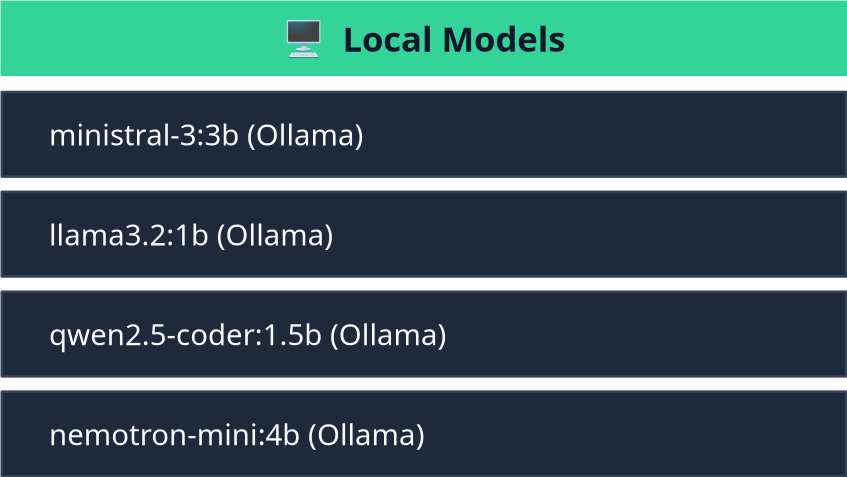 Local Models
ministral-3:3b (Ollama)
llama3.2:1b (Ollama)
qwen2.5-coder:1.5b (Ollama)
nemotron-mini:4b (Ollama)